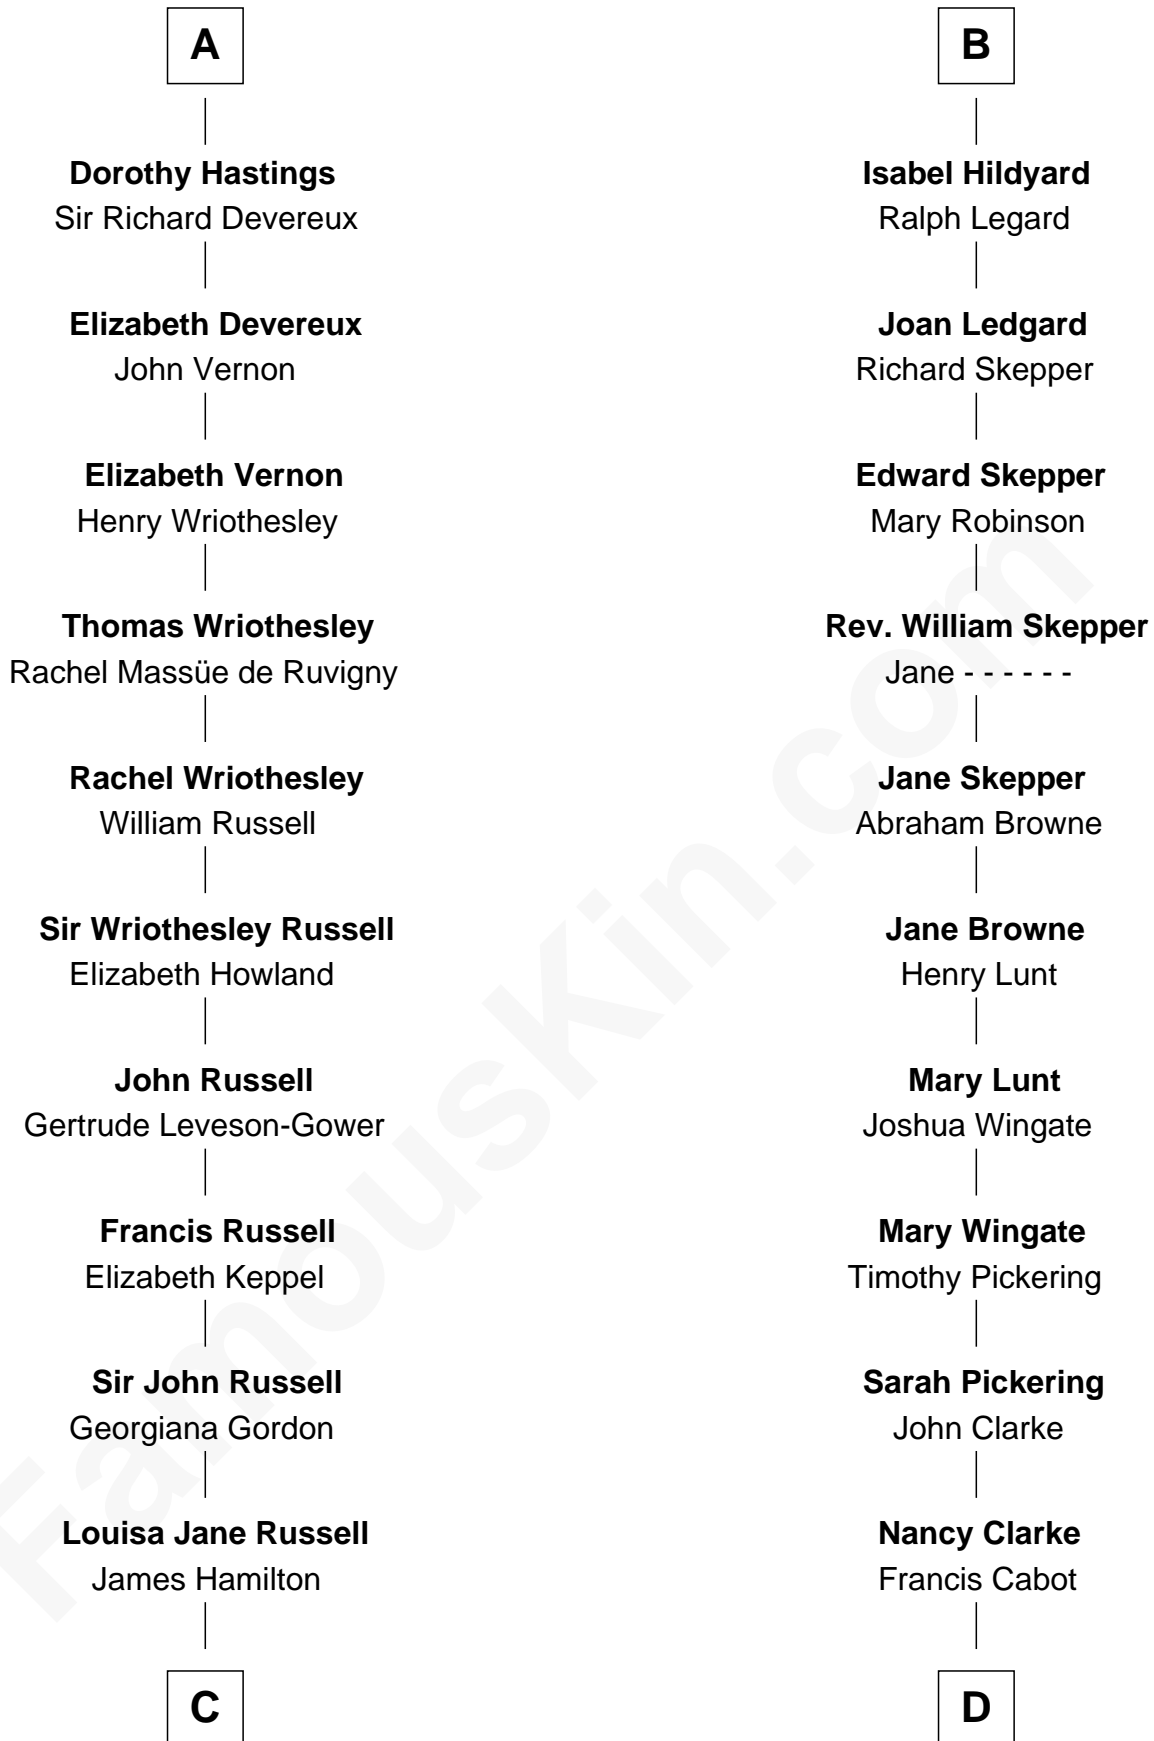 A
Dorothy Hastings
Sir Richard Devereux
Elizabeth Devereux
John Vernon
Elizabeth Vernon
Henry Wriothesley
Thomas Wriothesley
Rachel Massüe de Ruvigny
Rachel Wriothesley
William Russell
Sir Wriothesley Russell
Elizabeth Howland
John Russell
Gertrude Leveson-Gower
Francis Russell
Elizabeth Keppel
Sir John Russell
Georgiana Gordon
Louisa Jane Russell
James Hamilton
C
B
Isabel Hildyard
Ralph Legard
Joan Ledgard
Richard Skepper
Edward Skepper
Mary Robinson
Rev. William Skepper
Jane - - - - - -
Jane Skepper
Abraham Browne
Jane Browne
Henry Lunt
Mary Lunt
Joshua Wingate
Mary Wingate
Timothy Pickering
Sarah Pickering
John Clarke
Nancy Clarke
Francis Cabot
D
FamousKin.com